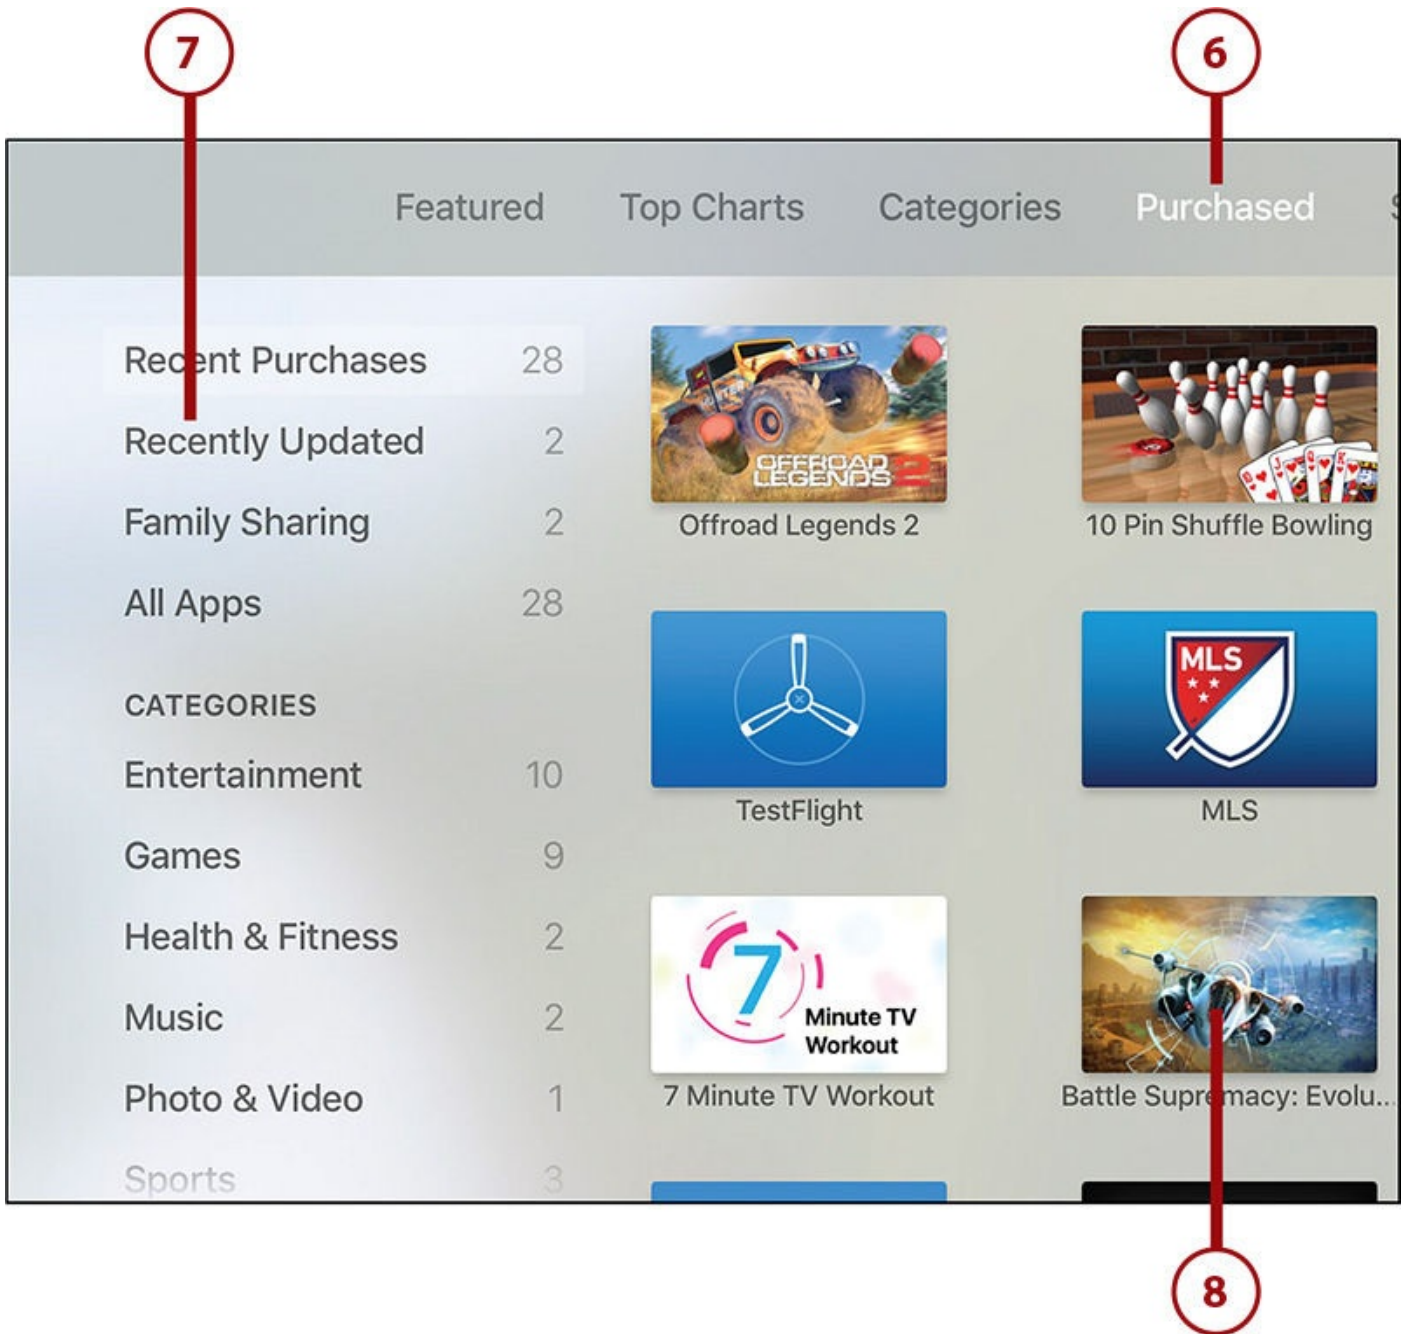 7
6
Featured
Top Charts
Categories
Purchased
Recent Purchases 28
Recently Updated 2
Family Sharing 2
All Apps 28
CATEGORIES
Entertainment 10
Games 9
Health & Fitness 2
Music 2
Photo & Video 1
Sports 3
OFFROAD
LEGENDS 2
Offroad Legends 2
10 Pin Shuffle Bowling
TestFlight
MLS
MLS
7
Minute TV
Workout
7 Minute TV Workout
Battle Supremacy: Evolu...
8